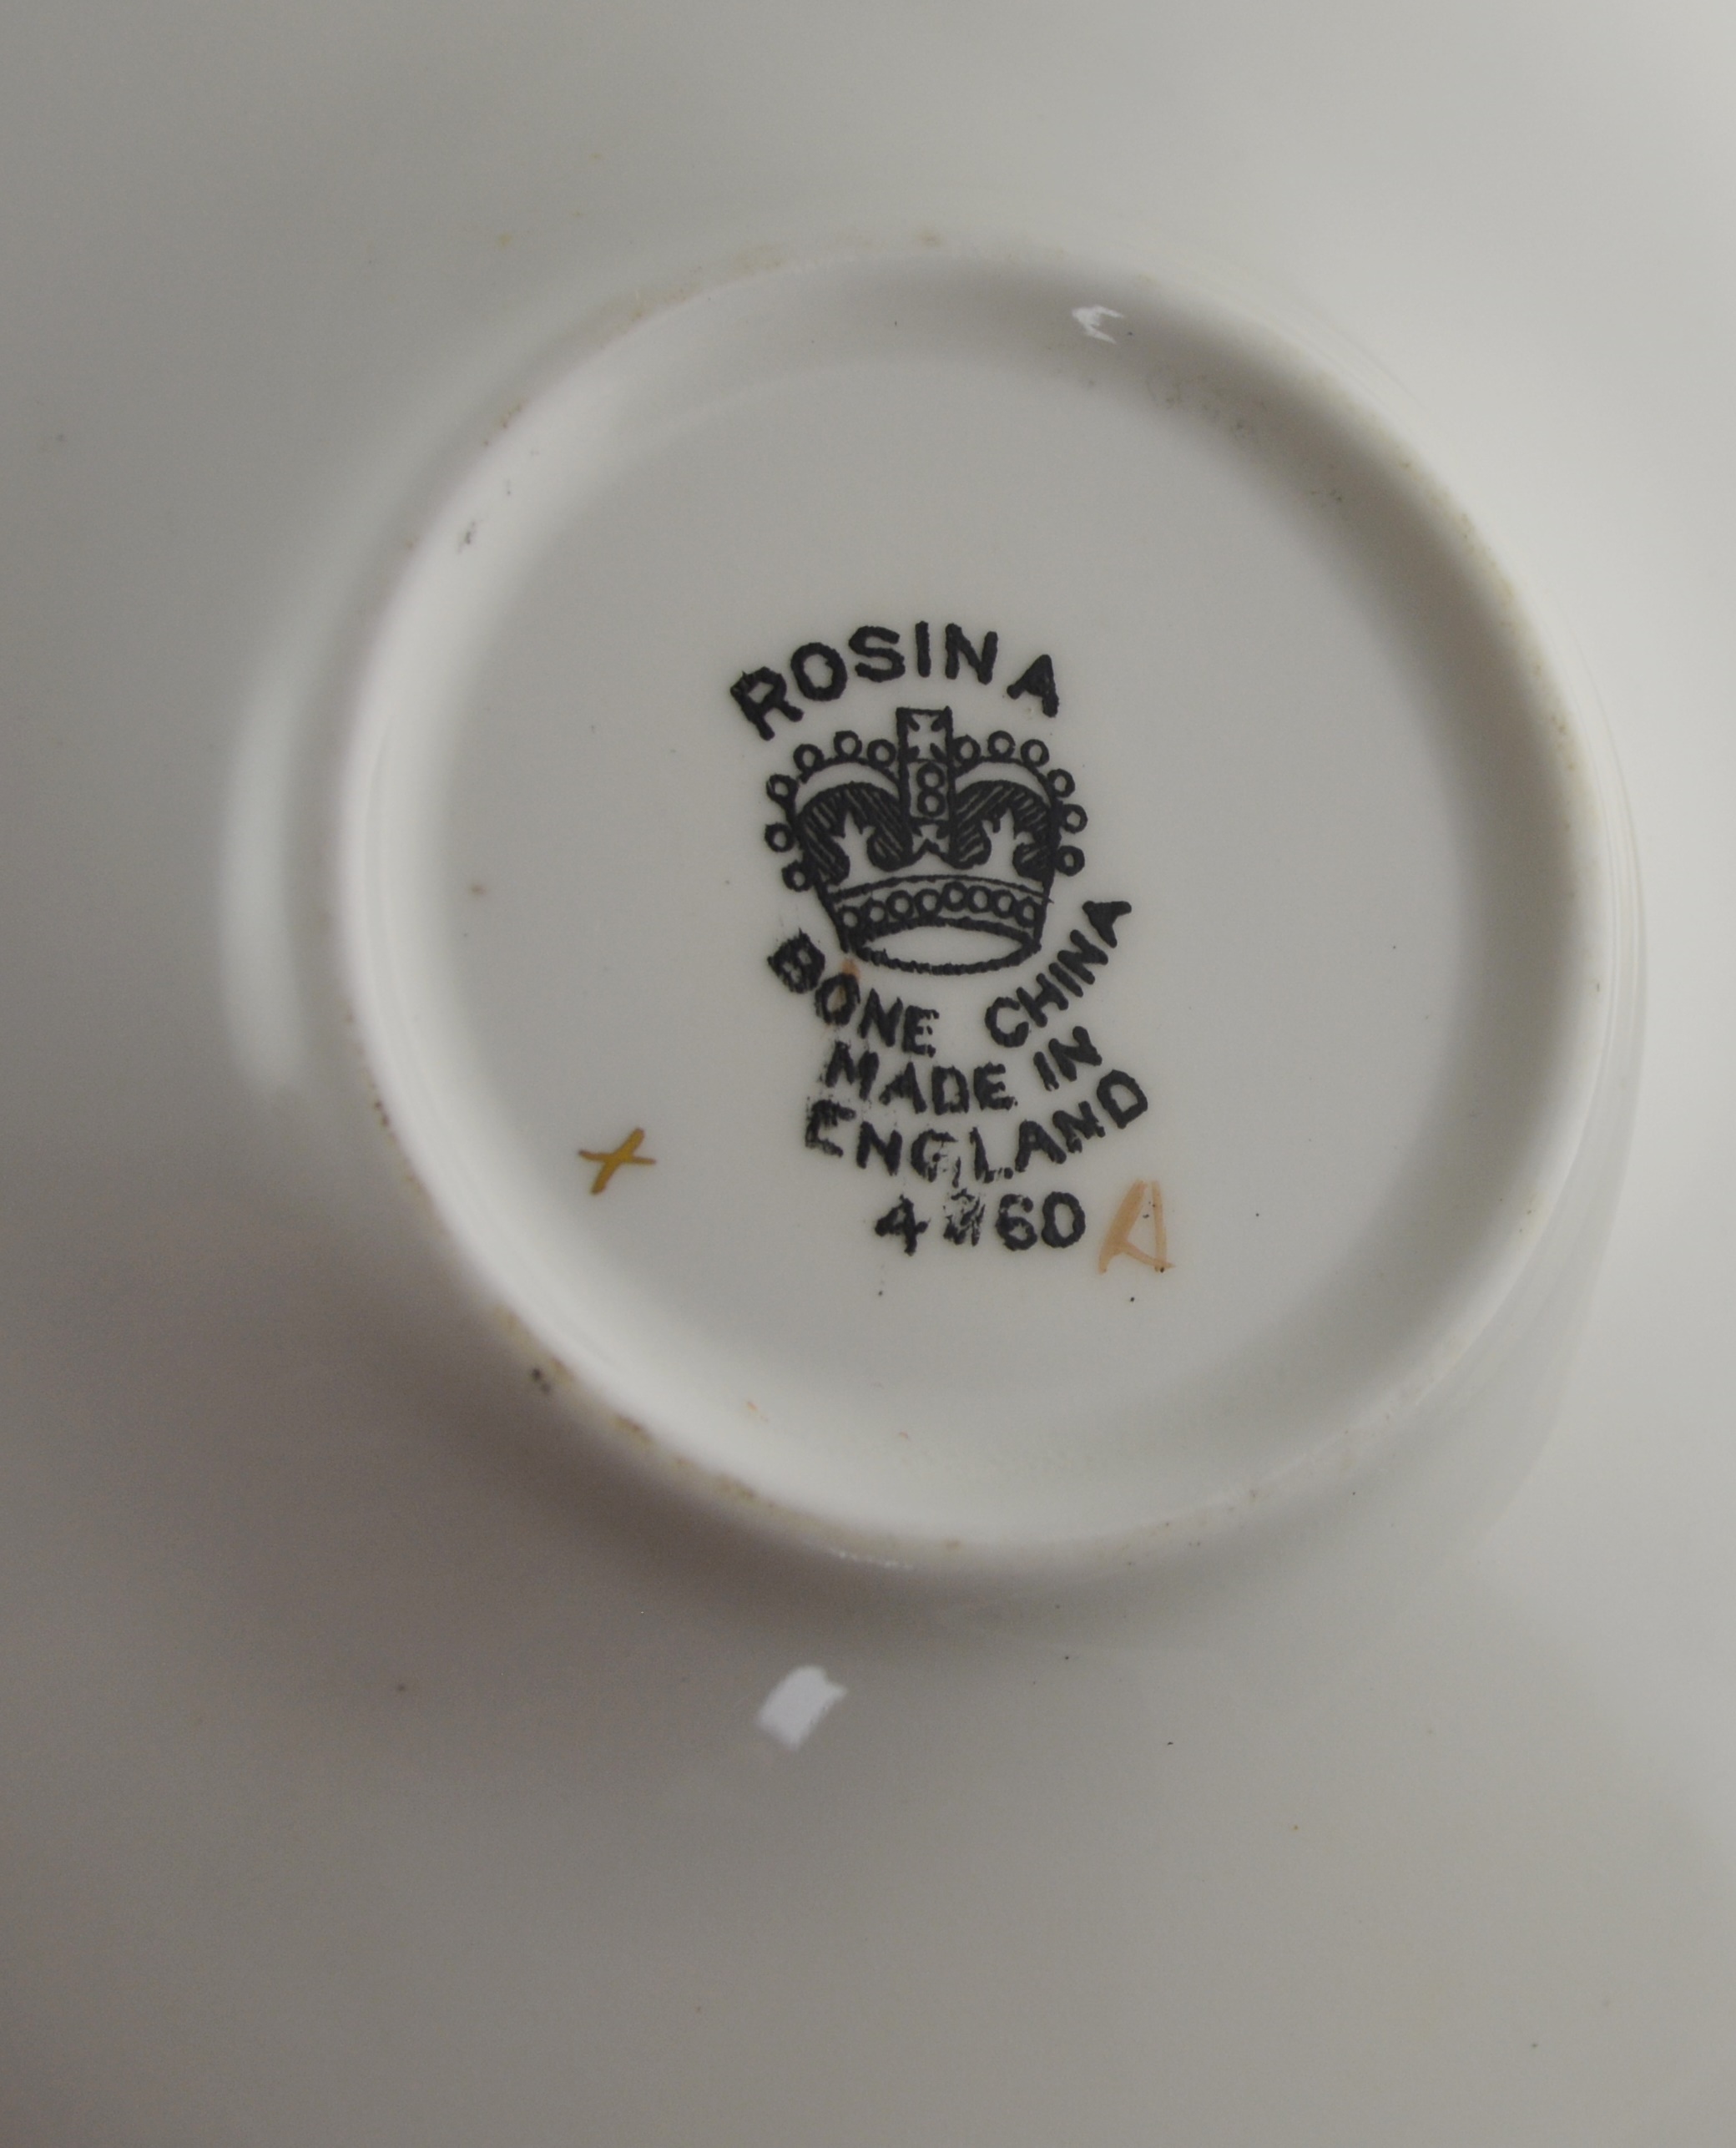 ROSINA
BONE CHINA
MADE IN
ENGLAND
A